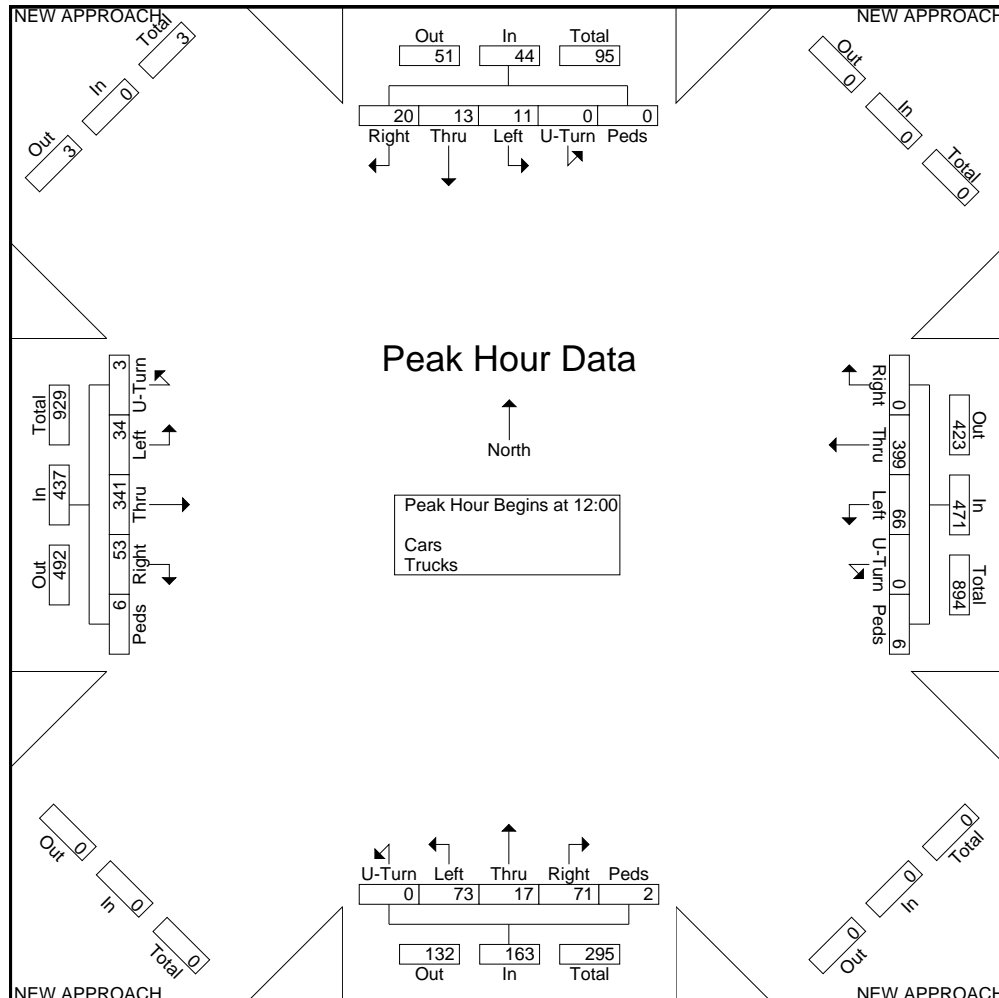 NEW APPROACH
Total
3
In
0
Out
3
Out In Total
51 44 95
20 13 11 0 0
Right Thru Left U-Turn Peds
NEW APPROACH
Out
0
In
0
Total
0
Peak Hour Data
North
Peak Hour Begins at 12:00
Cars
Trucks
Total
929
In
437
Out
492
3 U-Turn
34 Left
341 Thru
53 Right
6 Peds
Right 0
Thru 399
Left 66
U-Turn 0
Peds 6
Out
423
In
471
Total
894
U-Turn Left Thru Right Peds
0 73 17 71 2
132 163 295
Out In Total
Out
0
In
0
Total
0
NEW APPROACH
Total
0
In
0
Out
0
NEW APPROACH